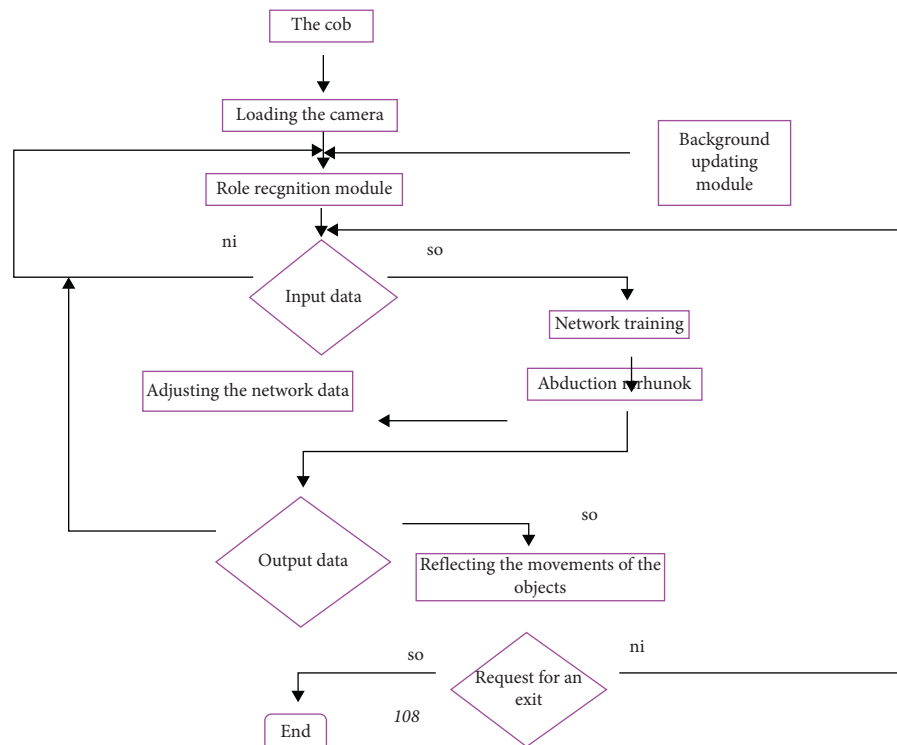 The cob
Loading the camera
Background
updating
module
Role recgnition module
ni
so
Input data
Network training
Adjusting the network data
Abduction
so
Output data
Reflecting the movements of the
objects
so
ni
Request for an
exit
108
End